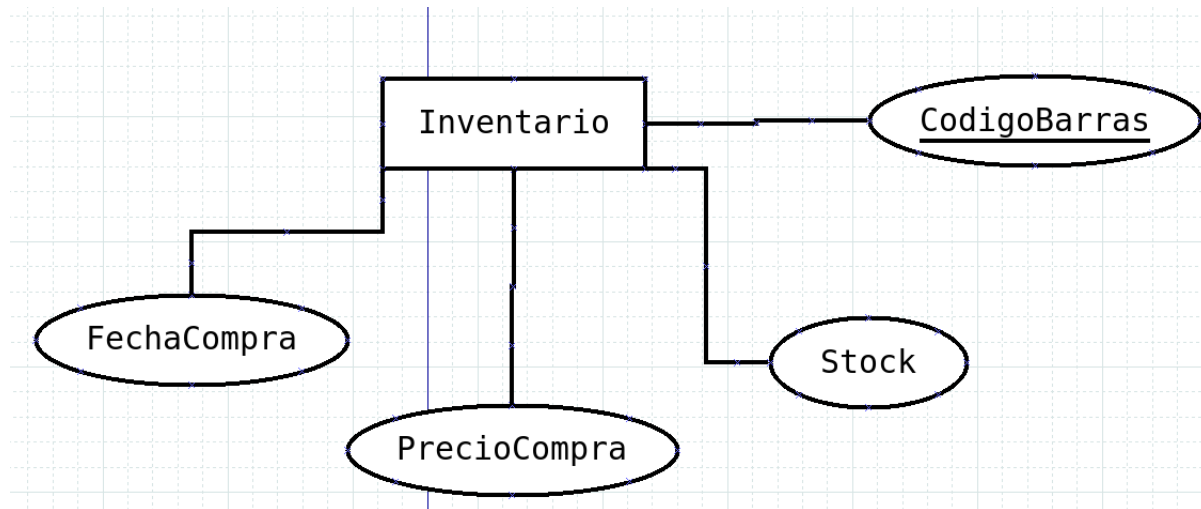 Inventario
CodigoBarras
FechaCompra
Stock
PrecioCompra